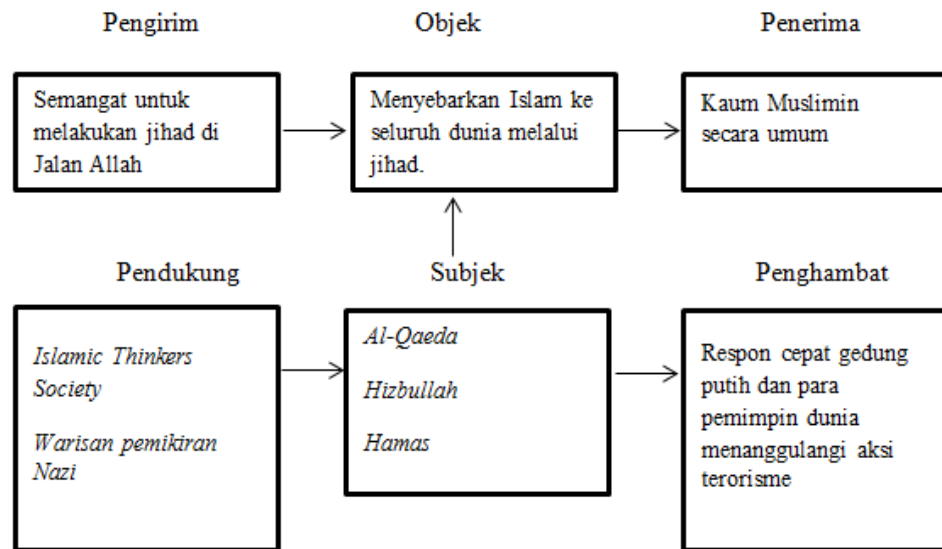 Pengirim
Objek
Penerima
Semangat untuk
melakukan jihad di
Jalan Allah
Menyebarkan Islam ke
seluruh dunia melalui
jihad.
Kaum Muslimin
secara umum
Pendukung
Subjek
Penghambat
Islamic Thinkers
Society
Warisan pemikiran
Nazi
Al-Qaeda
Hizbullah
Hamas
Respon cepat gedung
putih dan para
pemimpin dunia
menanggulangi aksi
terorisme